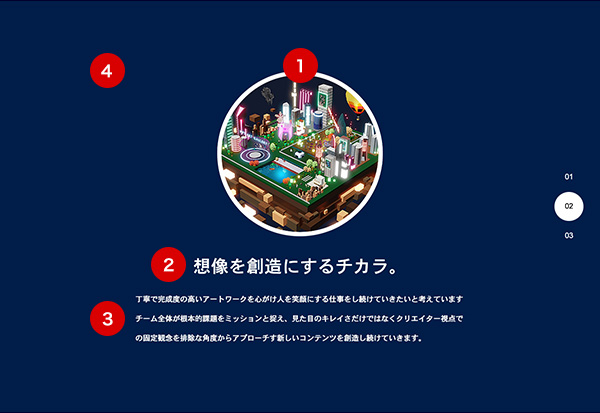 4
1
01
02
03
2 想像を創造にするチカラ。
3
丁寧で完成度の高いアートワークを心がけ人を笑顔にする仕事をし続けていきたいと考えています
チーム全体が根本的課題をミッションと捉え、見た目のキレイさだけではなくクリエイター視点で
の固定観念を排除な角度からアプローチす新しいコンテンツを創造し続けていきます。